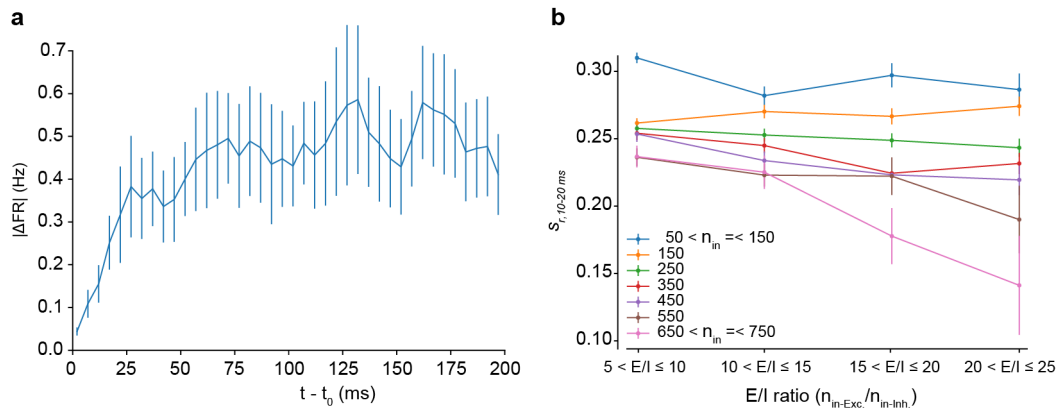 a
0.7
0.6
0.5
0.4
0.3
0.2
0.1
0.0
|ΔFR| (Hz)
0
25
50
75
100
125
150
175
200
t - t0 (ms)
b
0.30
0.25
0.20
0.15
0.10
sr,10-20 ms
50 < nin =< 150
150
250
350
450
550
650 < nin =< 750
5 < E/I ≤ 10
10 < E/I ≤ 15
15 < E/I ≤ 20
20 < E/I ≤ 25
E/I ratio (nin-Exc./nin-Inh.)